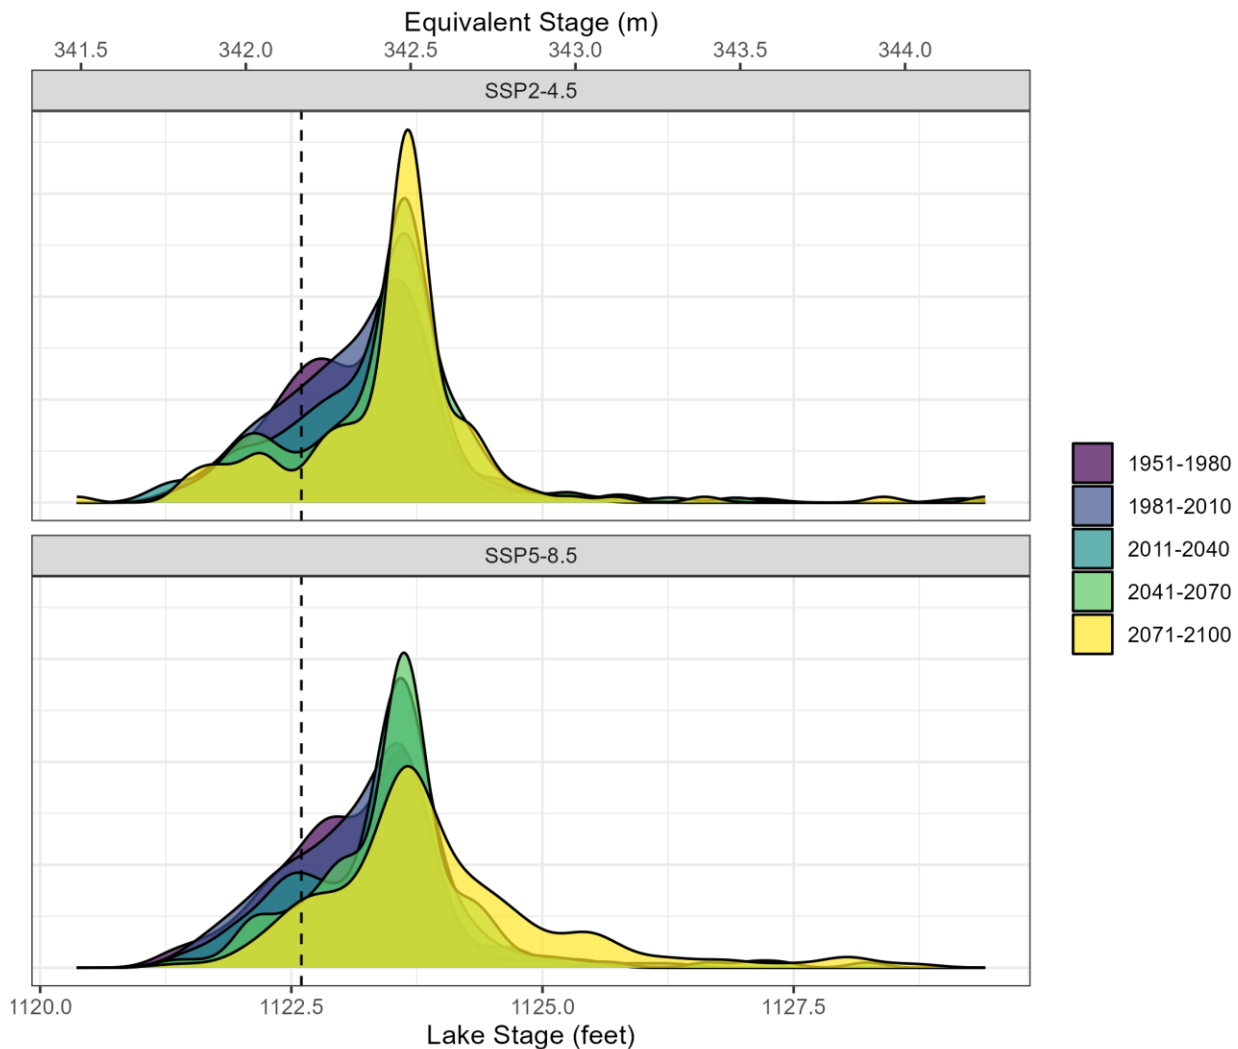 Equivalent Stage (m)
341.5 342.0 342.5 343.0 343.5 344.0
SSP2-4.5
1951-1980
1981-2010
2011-2040
2041-2070
2071-2100
SSP5-8.5
1120.0 1122.5 1125.0 1127.5
Lake Stage (feet)